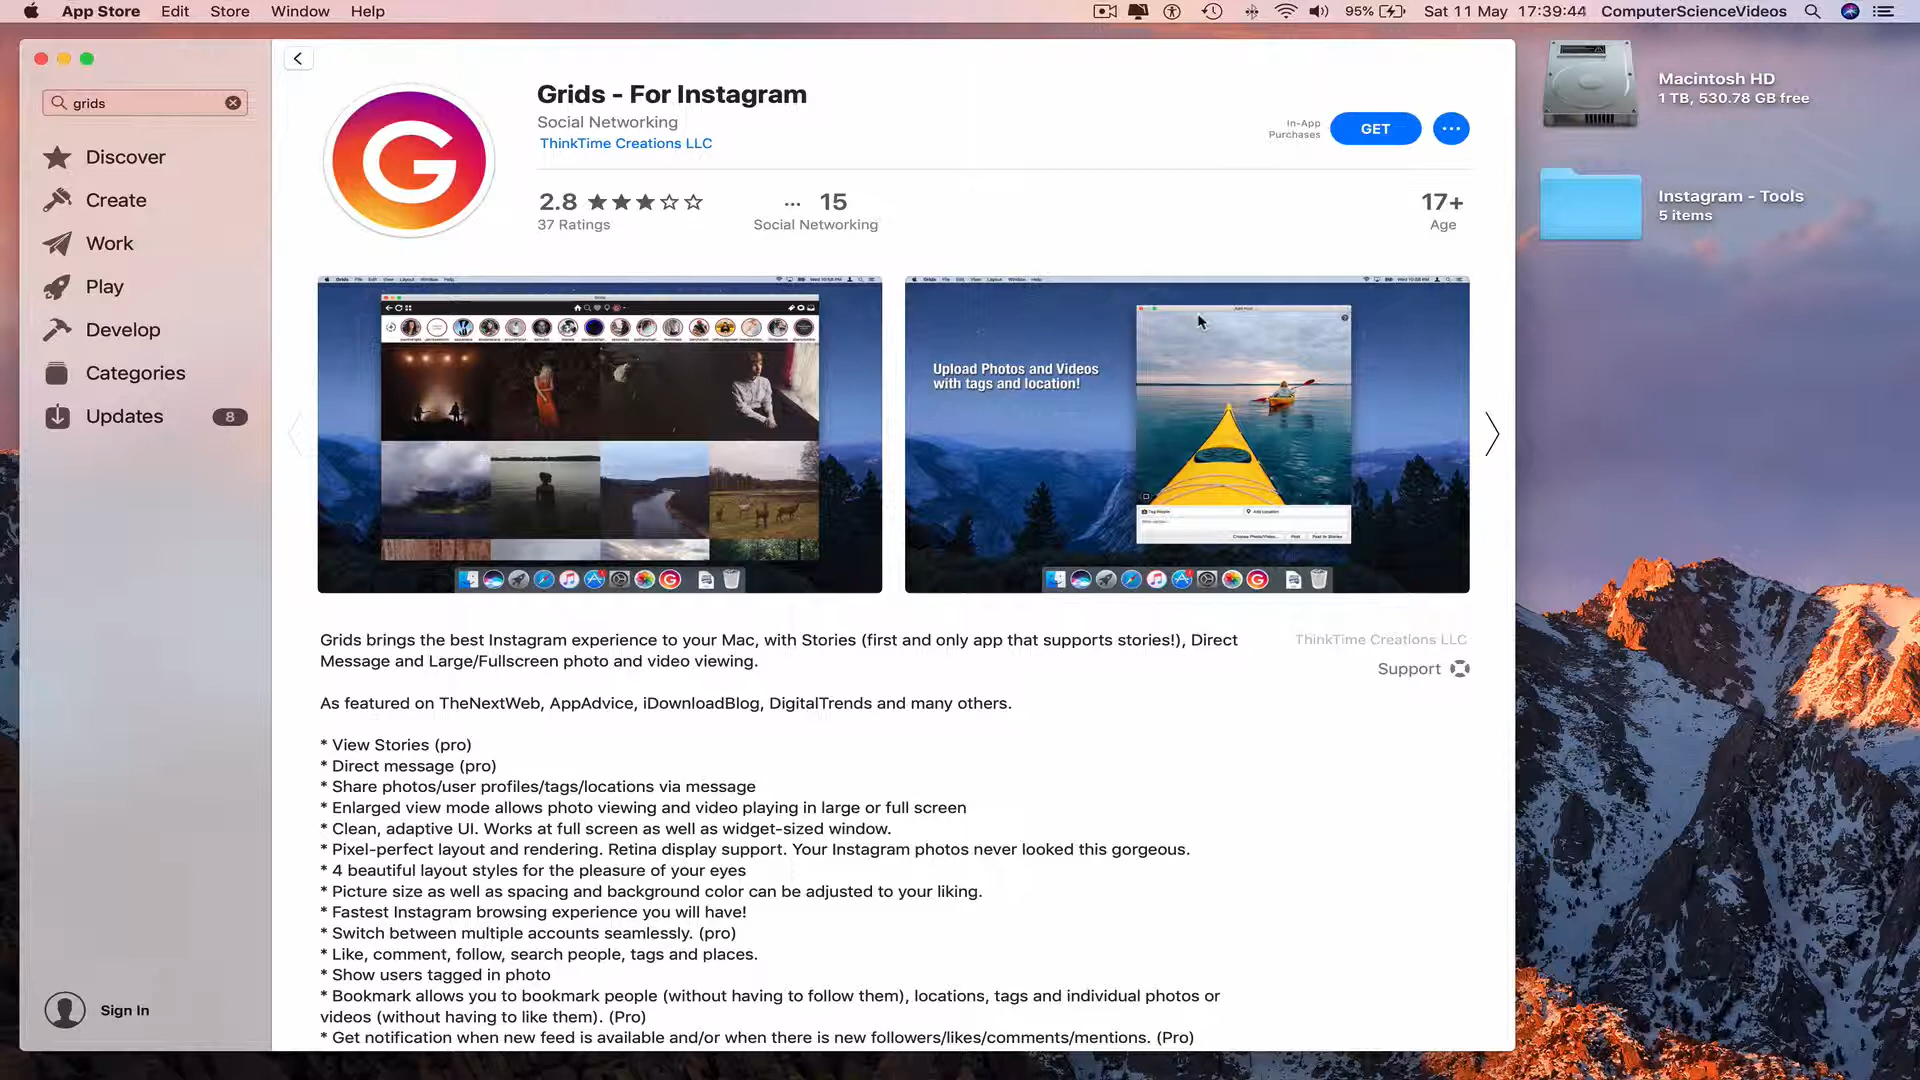 App Store Edit Store Window Help
95% Sat 11 May 17:39:44 ComputerScienceVideos
grids
Discover
Create
Work
Play
Develop
Categories
Updates 8
Sign In
Grids - For Instagram
Social Networking
ThinkTime Creations LLC
In-App
Purchases
GET
2.8
37 Ratings
15
Social Networking
17+
Age
Upload Photos and Videos
with tags and location!
Grids brings the best Instagram experience to your Mac, with Stories (first and only app that supports stories!), Direct
Message and Large/Fullscreen photo and video viewing.
As featured on TheNextWeb, AppAdvice, iDownloadBlog, DigitalTrends and many others.
* View Stories (pro)
* Direct message (pro)
* Share photos/user profiles/tags/locations via message
* Enlarged view mode allows photo viewing and video playing in large or full screen
* Clean, adaptive UI. Works at full screen as well as widget-sized window.
* Pixel-perfect layout and rendering. Retina display support. Your Instagram photos never looked this gorgeous.
* 4 beautiful layout styles for the pleasure of your eyes
* Picture size as well as spacing and background color can be adjusted to your liking.
* Fastest Instagram browsing experience you will have!
* Switch between multiple accounts seamlessly. (pro)
* Like, comment, follow, search people, tags and places.
* Show users tagged in photo
* Bookmark allows you to bookmark people (without having to follow them), locations, tags and individual photos or
videos (without having to like them). (Pro)
* Get notification when new feed is available and/or when there is new followers/likes/comments/mentions. (Pro)
ThinkTime Creations LLC
Support
Macintosh HD
1 TB, 530.78 GB free
Instagram - Tools
5 items